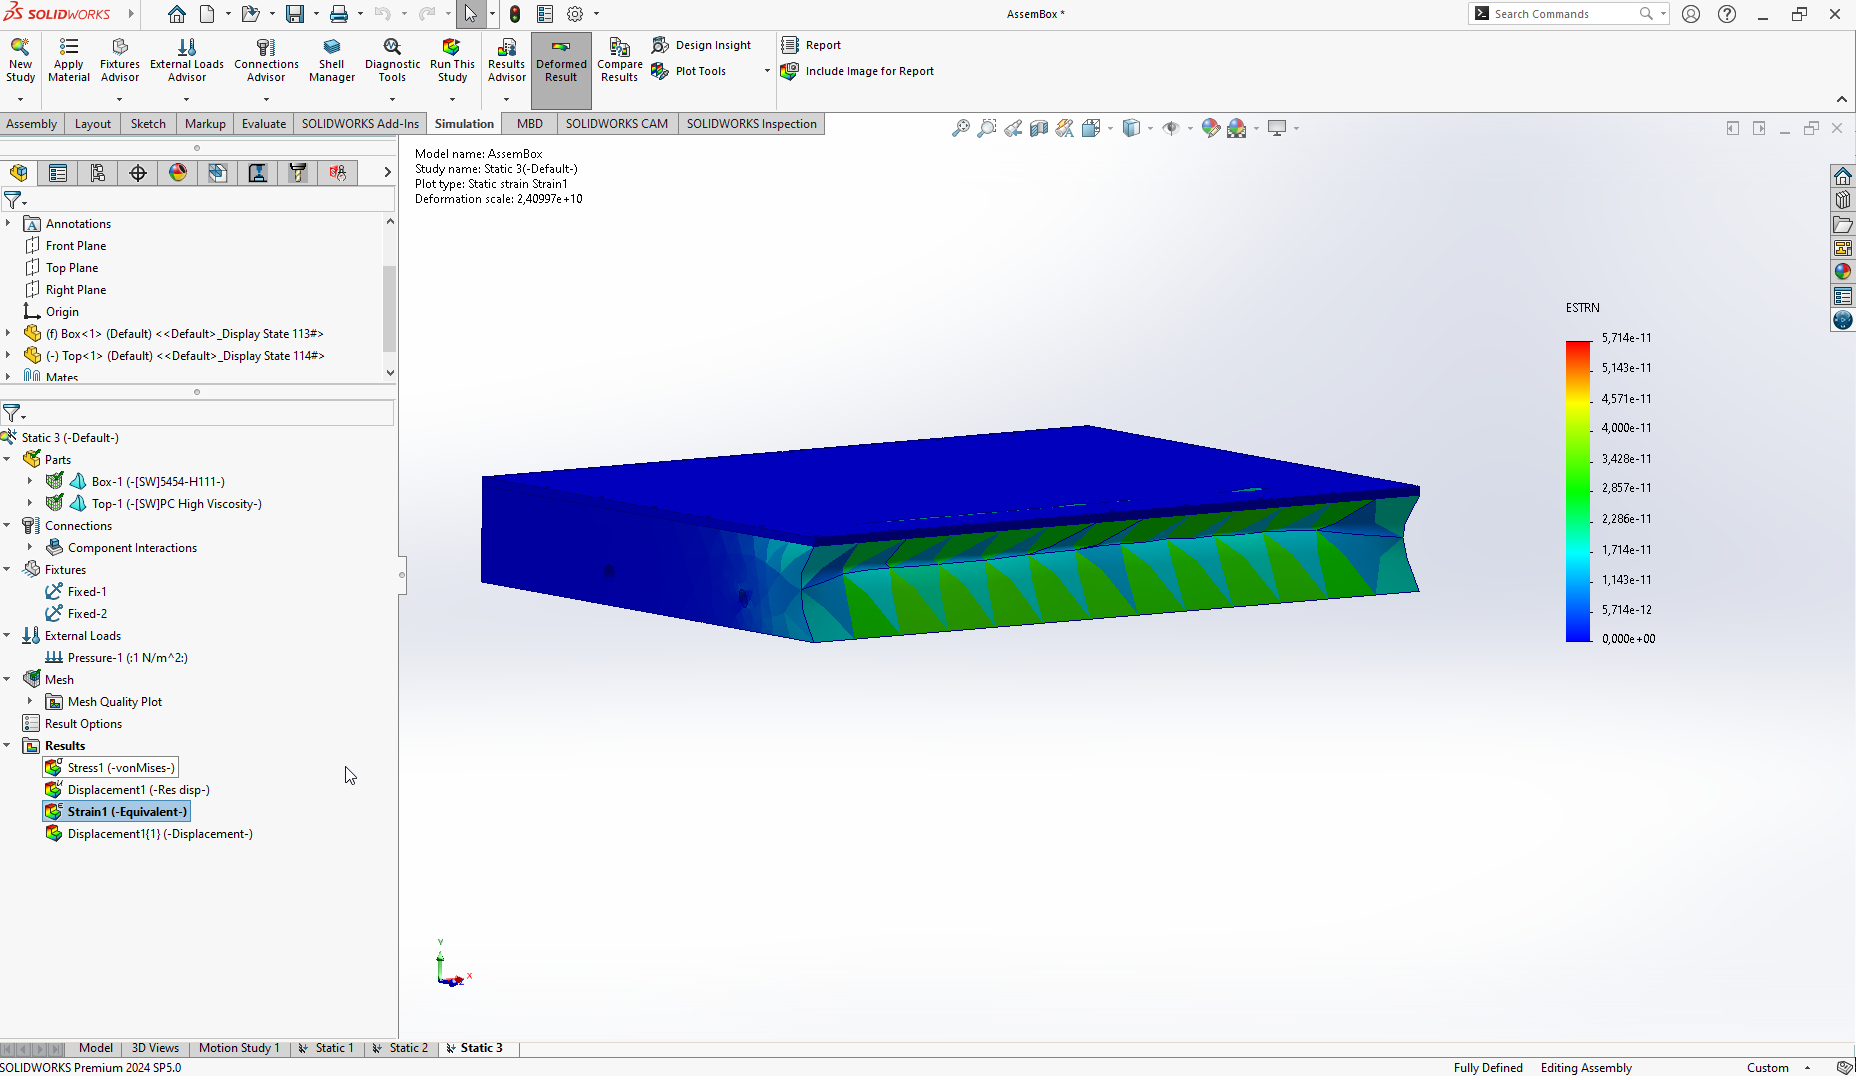 SOLIDWORKS
AssemBox *
Search Commands
New Study
Apply Material
Fixtures Advisor
External Loads Advisor
Connections Advisor
Shell Manager
Diagnostic Tools
Run This Study
Results Advisor
Deformed Result
Compare Results
Design Insight
Plot Tools
Report
Include Image for Report
Assembly
Layout
Sketch
Markup
Evaluate
SOLIDWORKS Add-Ins
Simulation
MBD
SOLIDWORKS CAM
SOLIDWORKS Inspection
Annotations
Front Plane
Top Plane
Right Plane
Origin
(f) Box<1> (Default) <<Default>_Display State 113#>
(-) Top<1> (Default) <<Default>_Display State 114#>
Mates
Static 3 (-Default-)
Parts
Box-1 (-[SW]5454-H111-)
Top-1 (-[SW]PC High Viscosity-)
Connections
Component Interactions
Fixtures
Fixed-1
Fixed-2
External Loads
Pressure-1 (:1 N/m^2:)
Mesh
Mesh Quality Plot
Result Options
Results
Stress1 (-vonMises-)
Displacement1 (-Res disp-)
Strain1 (-Equivalent-)
Displacement1{1} (-Displacement-)
Model name: AssemBox
Study name: Static 3(-Default-)
Plot type: Static strain Strain1
Deformation scale: 2,40997e+10
ESTRN
5,714e-11
5,143e-11
4,571e-11
4,000e-11
3,428e-11
2,857e-11
2,286e-11
1,714e-11
1,143e-11
5,714e-12
0,000e+00
Y
X
Z
Model
3D Views
Motion Study 1
Static 1
Static 2
Static 3
SOLIDWORKS Premium 2024 SP5.0
Fully Defined
Editing Assembly
Custom